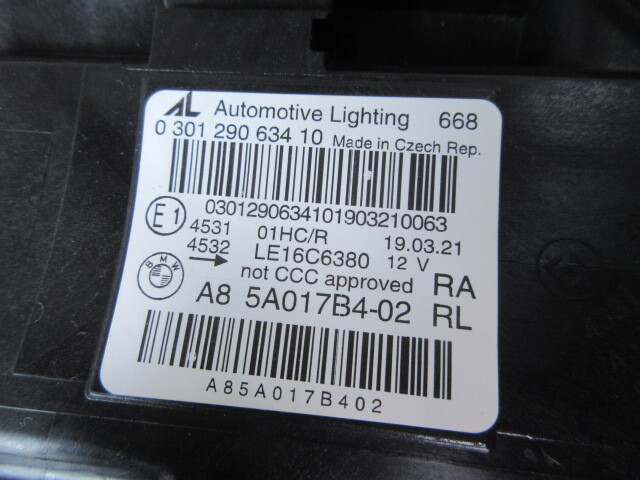 AL Automotive Lighting 668
0 301 290 634 10 Made in Czech Rep.
0301290634101903210063
E1 4531 01HC/R 19.03.21
4532 LE16C6380 12 V
BMW not CCC approved RA
A8 5A017B4-02 RL
A85A017B402